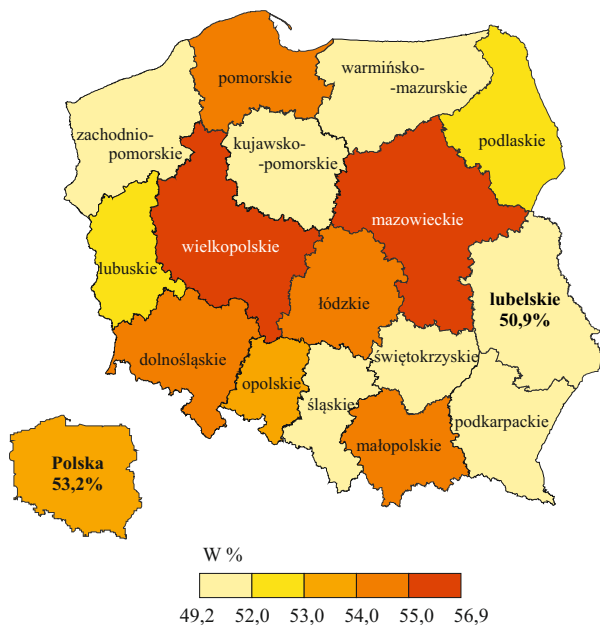 pomorskie
warmińsko-
-mazurskie
zachodnio-
pomorskie
kujawsko-
-pomorskie
podlaskie
mazowieckie
wielkopolskie
lubuskie
łódzkie
lubelskie
50,9%
dolnośląskie
świętokrzyskie
opolskie
śląskie
podkarpackie
małopolskie
Polska
53,2%
W %
49,2 52,0 53,0 54,0 55,0 56,9